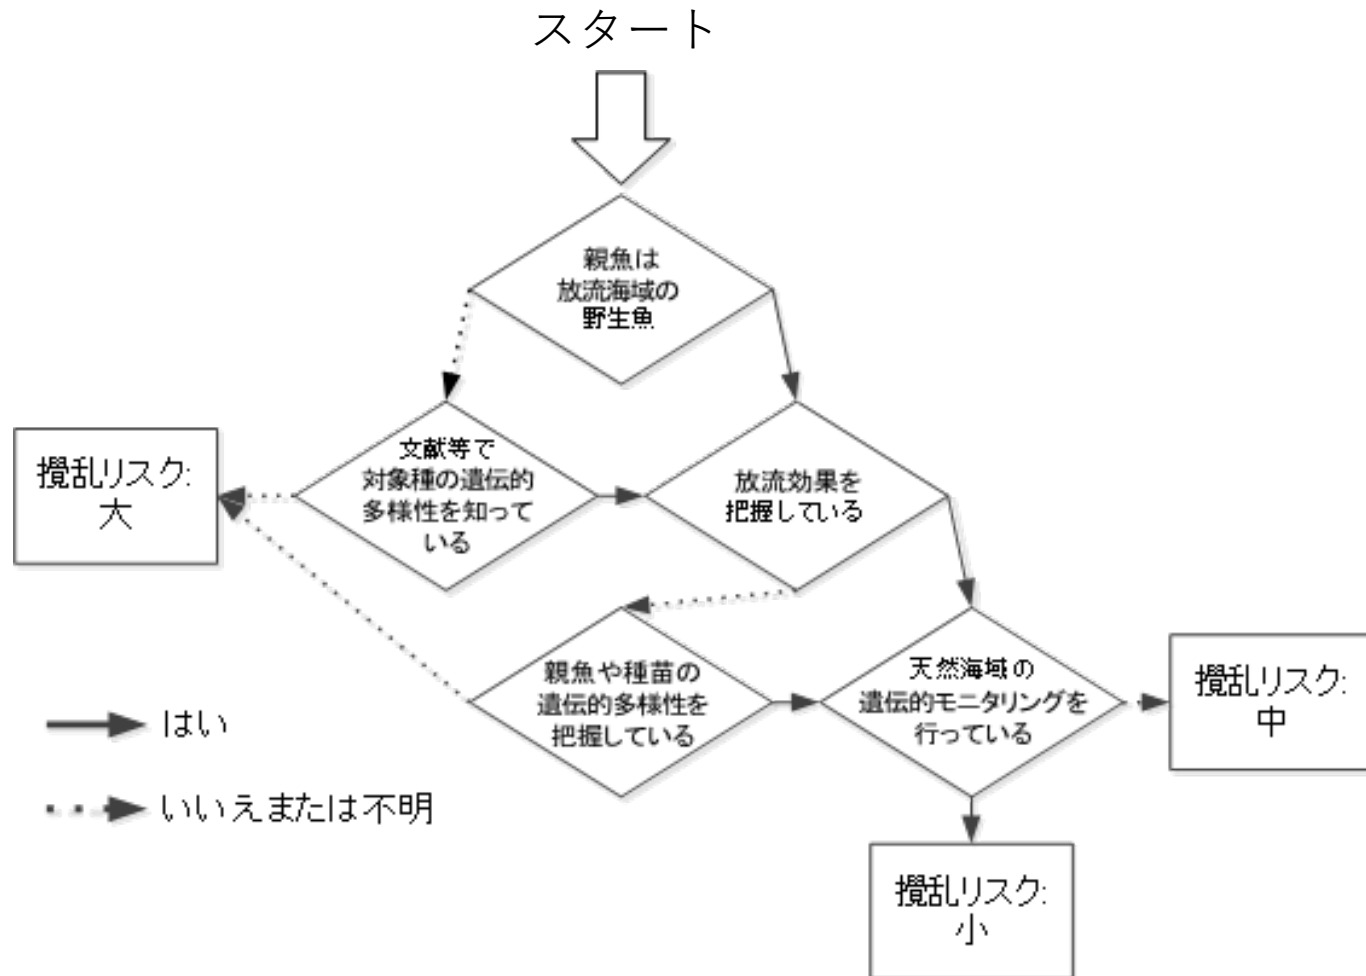 スタート
親魚は
放流海域の
野生魚
文献等で
対象種の遺伝的
多様性を知って
いる
放流効果を
把握している
攪乱リスク:
大
親魚や種苗の
遺伝的多様性を
把握している
天然海域の
遺伝的モニタリングを
行っている
攪乱リスク:
中
はい
いいえまたは不明
攪乱リスク:
小